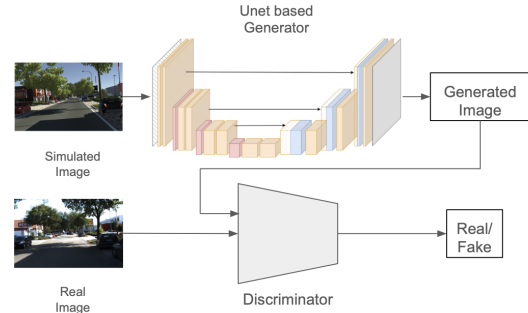 Unet based
Generator
Simulated
Image
Generated
Image
Real
Image
Discriminator
Real/
Fake